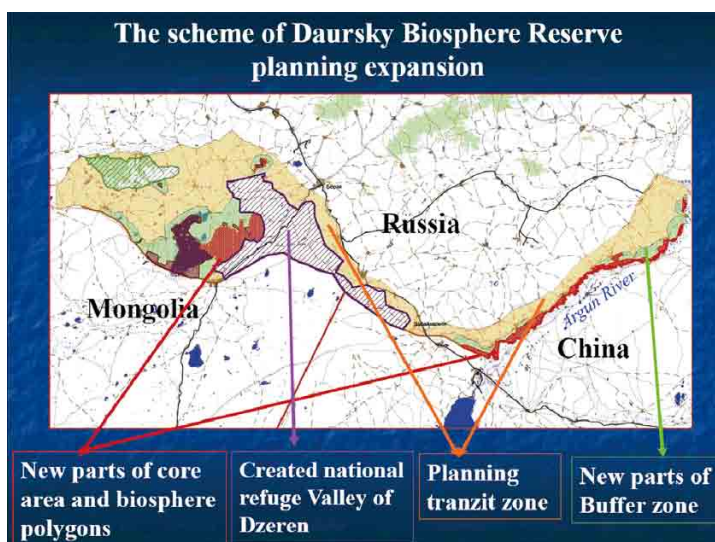 The scheme of Daursky Biosphere Reserve
planning expansion
Russia
Mongolia
Argun River
China
New parts of core
area and biosphere
polygons
Created national
refuge Valley of
Dzeren
Planning
tranzit zone
New parts of
Buffer zone